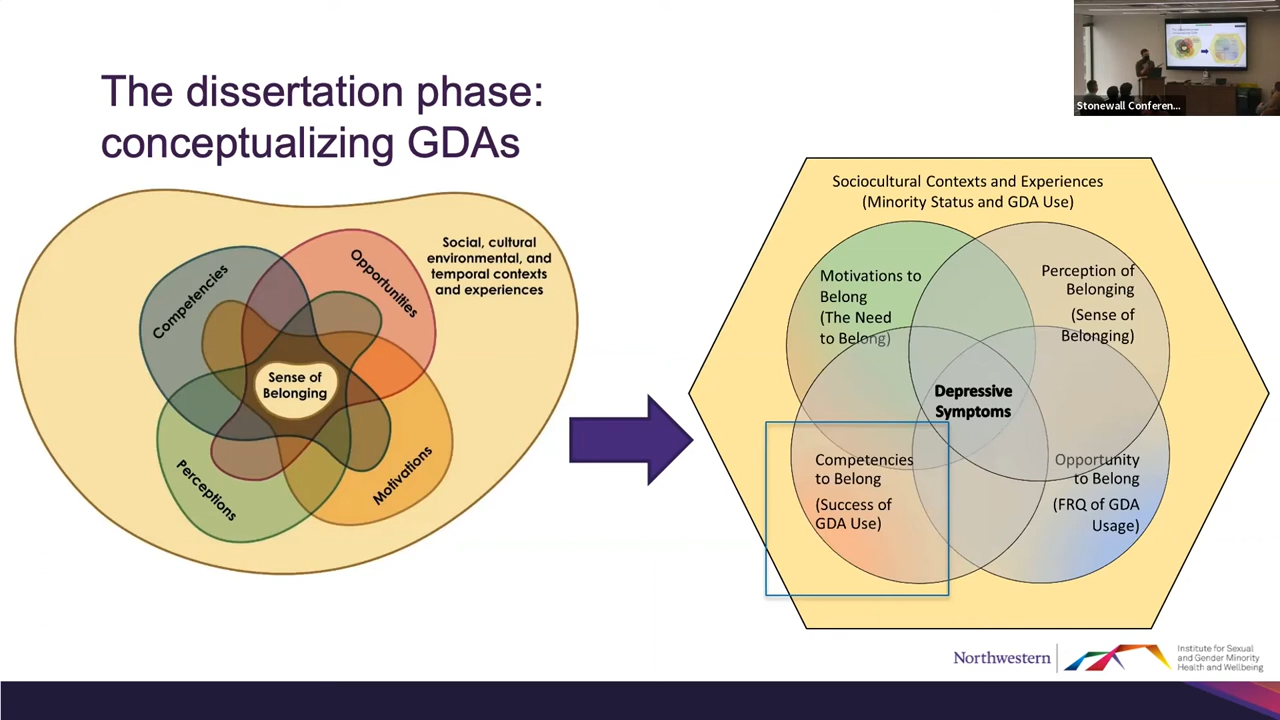 The dissertation phase:
conceptualizing GDAs
Stonewall Conferen...
Social, cultural
environmental, and
temporal contexts
and experiences
Competencies
Opportunities
Sense of
Belonging
Perceptions
Motivations
Sociocultural Contexts and Experiences
(Minority Status and GDA Use)
Motivations to
Belong
(The Need
to Belong)
Perception of
Belonging
(Sense of
Belonging)
Depressive
Symptoms
Competencies
to Belong
(Success of
GDA Use)
Opportunity
to Belong
(FRQ of GDA
Usage)
Northwestern
Institute for Sexual
and Gender Minority
Health and Wellbeing